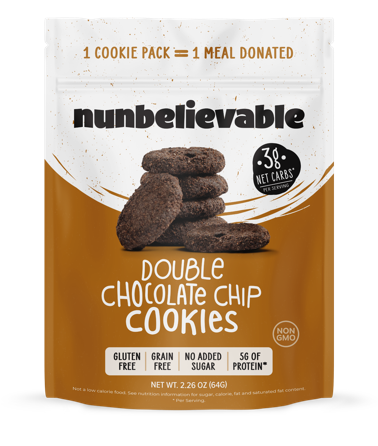 1 COOKIE PACK = 1 MEAL DONATED
nunbelievable
3g*
NET CARBS
PER SERVING
DOUBLE
CHOCOLATE CHIP
COOKIES
NON
GMO
GLUTEN FREE
GRAIN FREE
NO ADDED SUGAR
5G OF PROTEIN*
NET WT. 2.26 OZ (64G)
Not a low calorie food. See nutrition information for sugar, calorie, fat and saturated fat content.
* Per Serving.